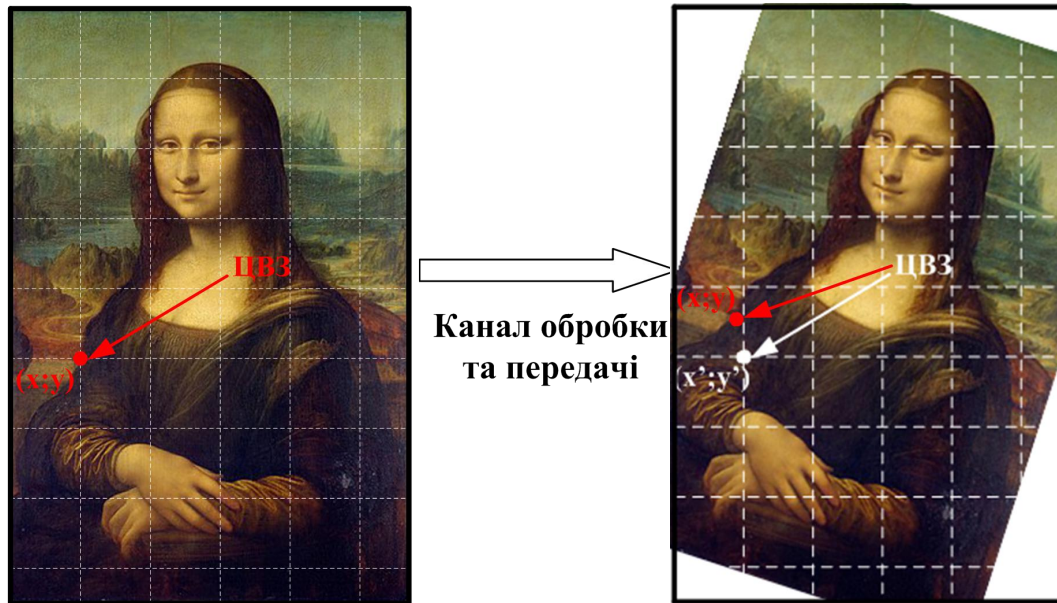 ЦВЗ
(x;y)
Канал обробки
та передачі
ЦВЗ
(x;y)
(x’;y’)